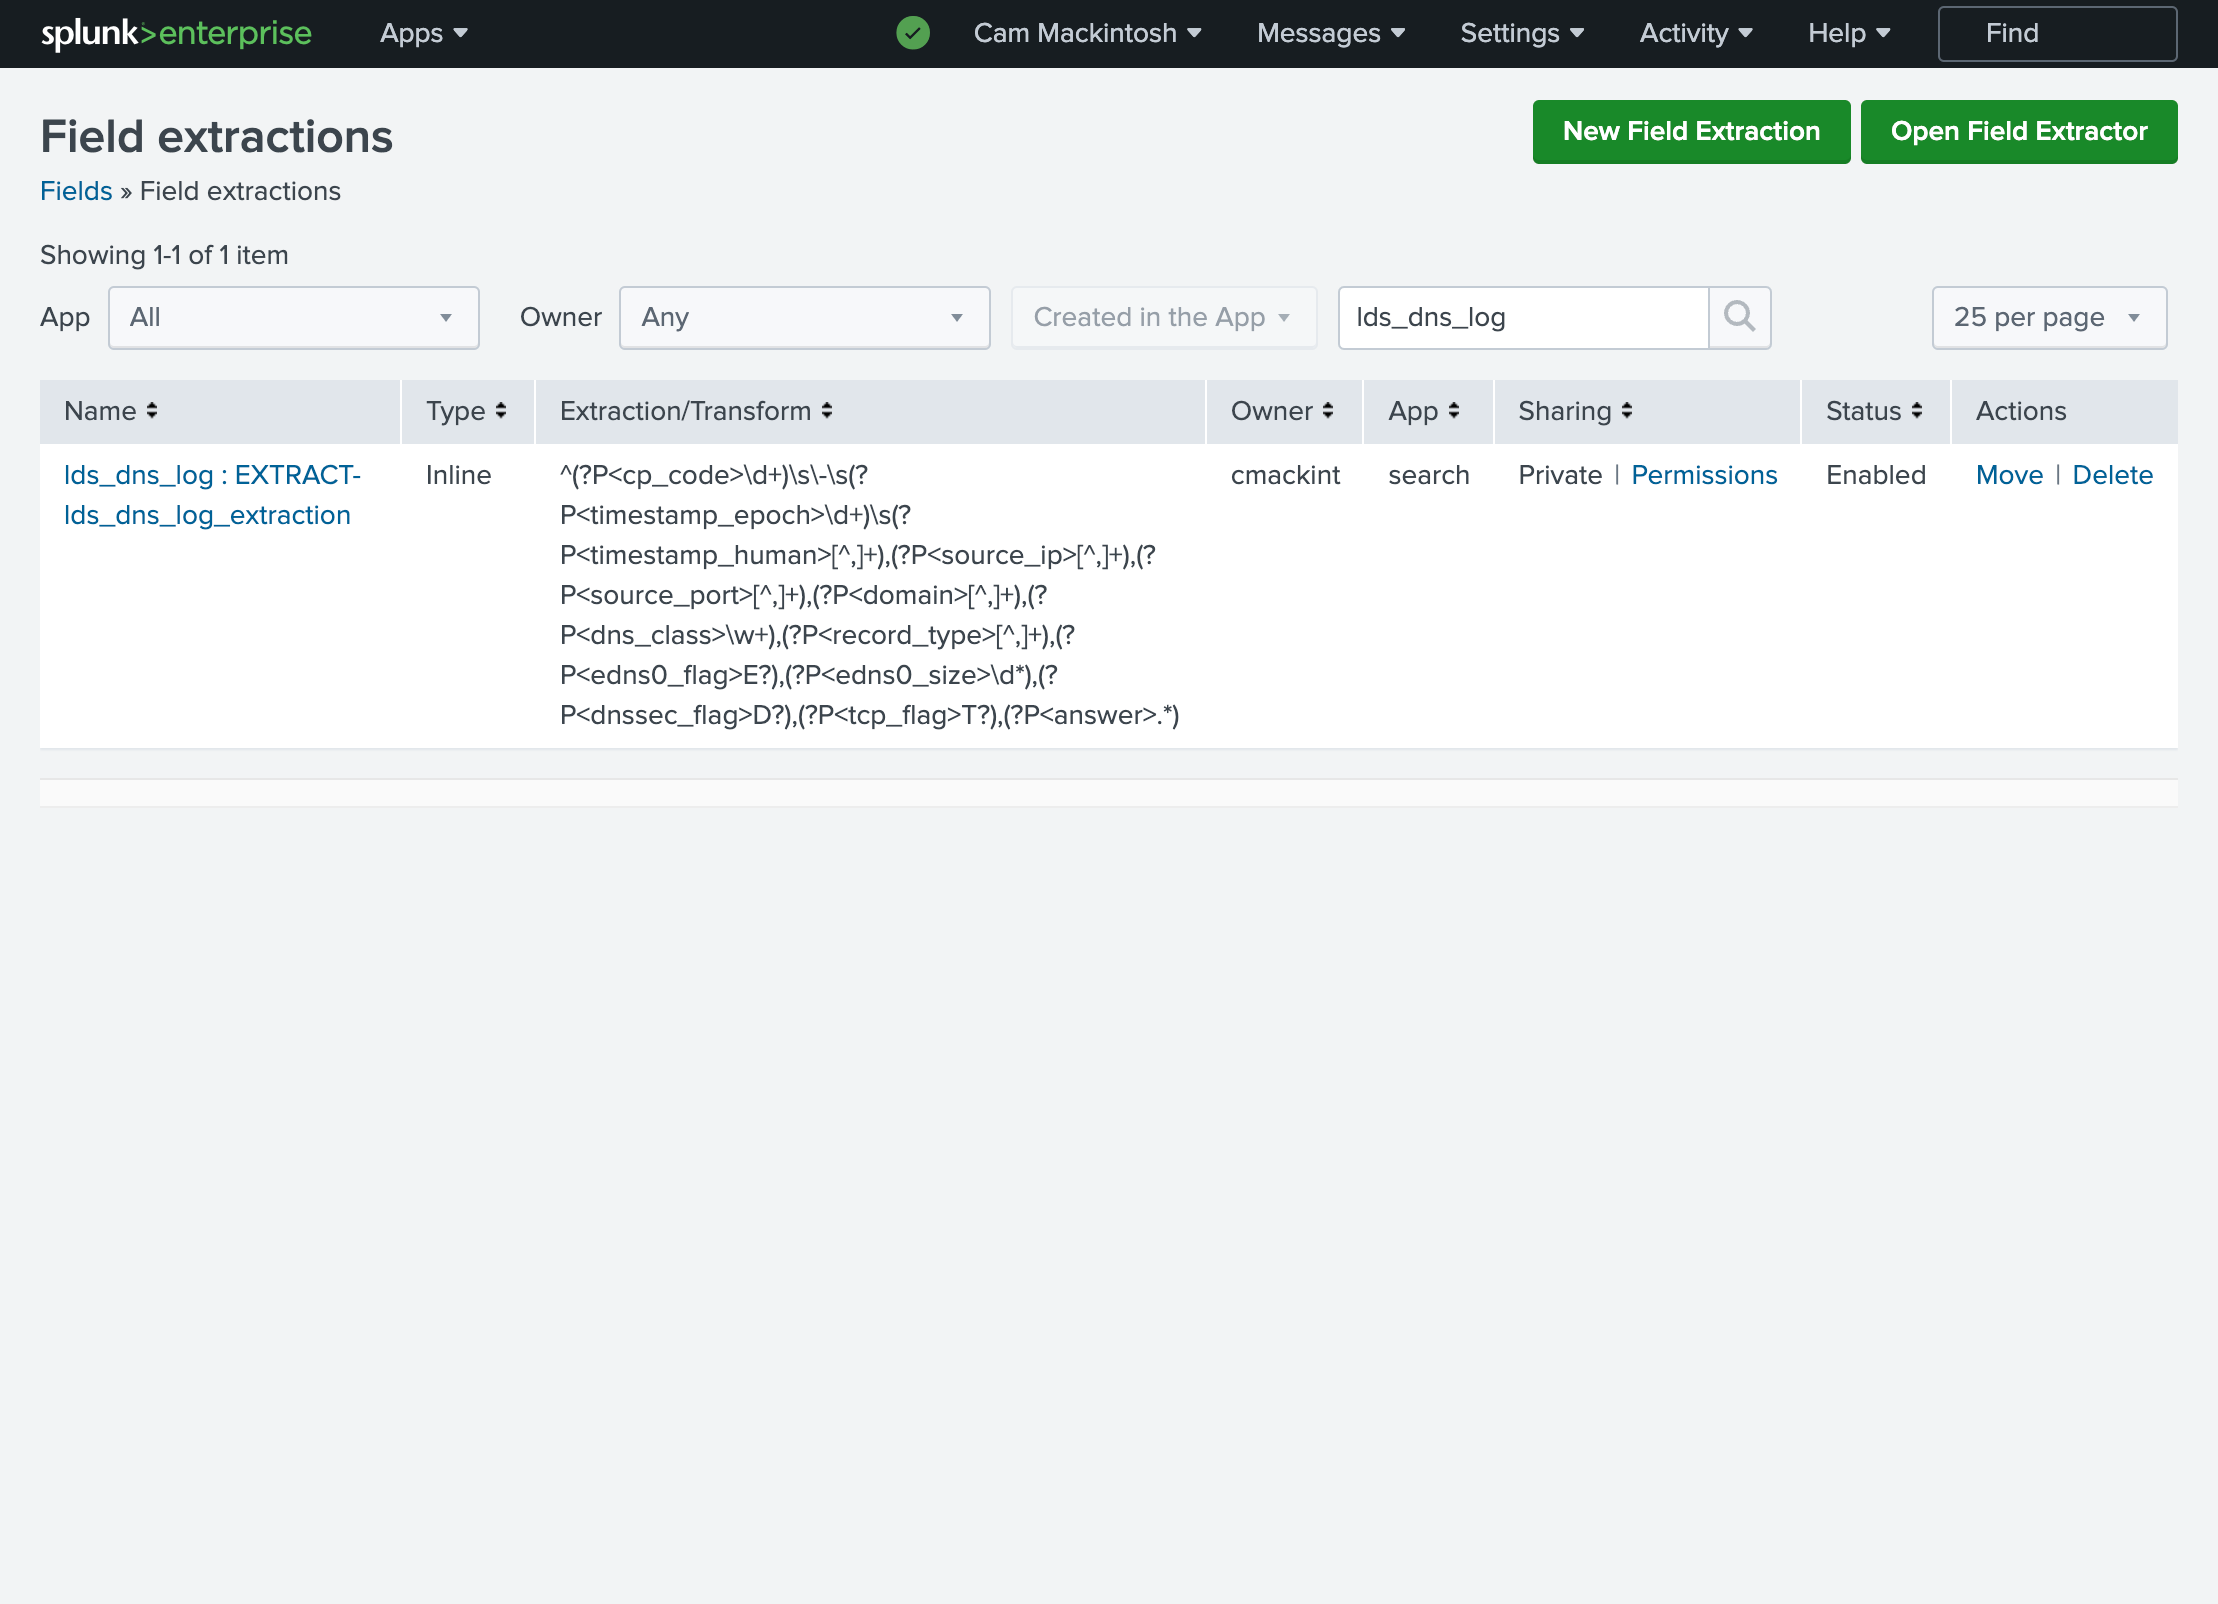 splunk>enterprise Apps Cam Mackintosh Messages Settings Activity Help Find
Field extractions
New Field Extraction Open Field Extractor
Fields » Field extractions
Showing 1-1 of 1 item
App All Owner Any Created in the App lds_dns_log 25 per page
Name Type Extraction/Transform Owner App Sharing Status Actions
lds_dns_log : EXTRACT- Inline ^(?P<cp_code>\d+)\s\-\s(? cmackint search Private | Permissions Enabled Move | Delete
lds_dns_log_extraction P<timestamp_epoch>\d+)\s(?
P<timestamp_human>[^,]+),(?P<source_ip>[^,]+),(?
P<source_port>[^,]+),(?P<domain>[^,]+),(?
P<dns_class>\w+),(?P<record_type>[^,]+),(?
P<edns0_flag>E?),(?P<edns0_size>\d*),(?
P<dnssec_flag>D?),(?P<tcp_flag>T?),(?P<answer>.*)